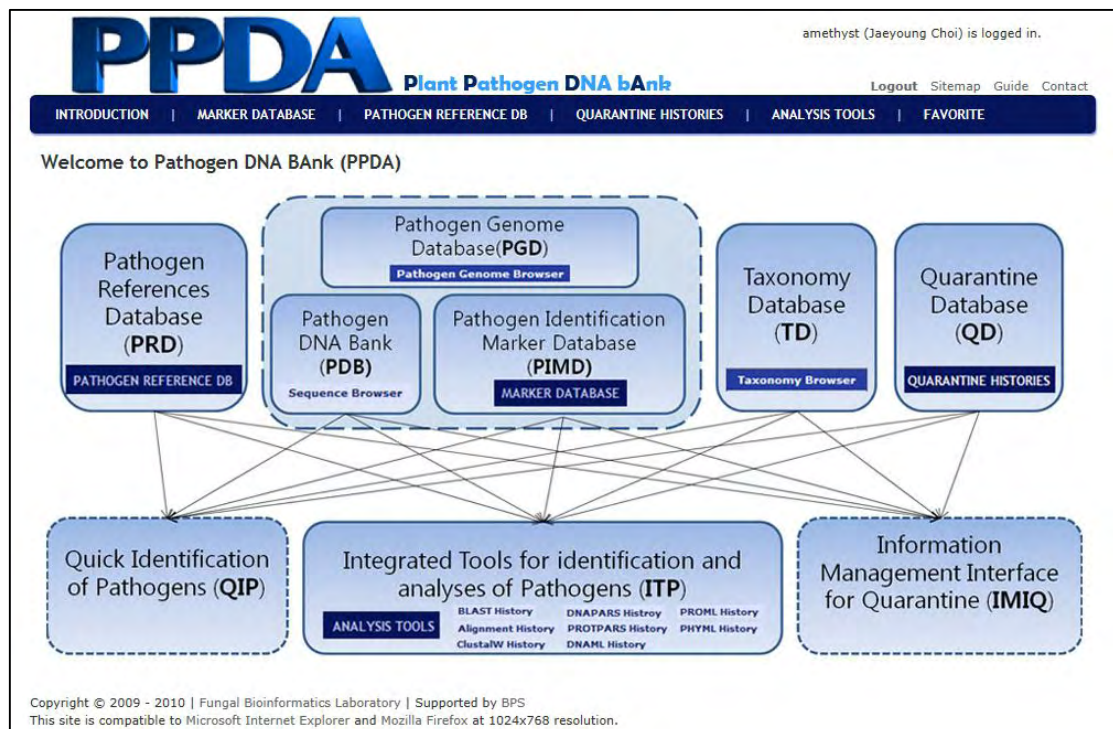 PPDA
Plant Pathogen DNA bAnk
amethyst (Jaeyoung Choi) is logged in.
Logout Sitemap Guide Contact
INTRODUCTION | MARKER DATABASE | PATHOGEN REFERENCE DB | QUARANTINE HISTORIES | ANALYSIS TOOLS | FAVORITE
Welcome to Pathogen DNA BAnk (PPDA)
Pathogen
References
Database
(PRD)
PATHOGEN REFERENCE DB
Pathogen Genome
Database(PGD)
Pathogen Genome Browser
Pathogen
DNA Bank
(PDB)
Sequence Browser
Pathogen Identification
Marker Database
(PIMD)
MARKER DATABASE
Taxonomy
Database
(TD)
Taxonomy Browser
Quarantine
Database
(QD)
QUARANTINE HISTORIES
Quick Identification
of Pathogens (QIP)
Integrated Tools for identification and
analyses of Pathogens (ITP)
ANALYSIS TOOLS
BLAST History DNAPARS Histroy PROML History
Alignment History PROTPARS History PHYML History
ClustalW History DNAML History
Information
Management Interface
for Quarantine (IMIQ)
Copyright © 2009 - 2010 | Fungal Bioinformatics Laboratory | Supported by BPS
This site is compatible to Microsoft Internet Explorer and Mozilla Firefox at 1024x768 resolution.